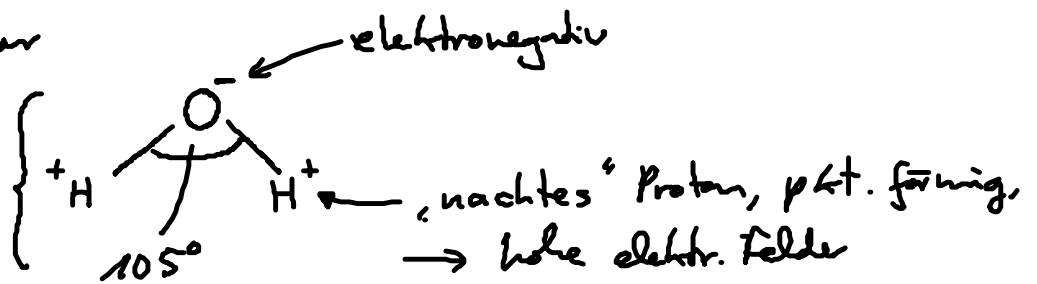 elektronegativ
O⁻
⁺H H⁺ „nacktes“ Proton, pkt. förmig,
105° → hohe elektr. Felder